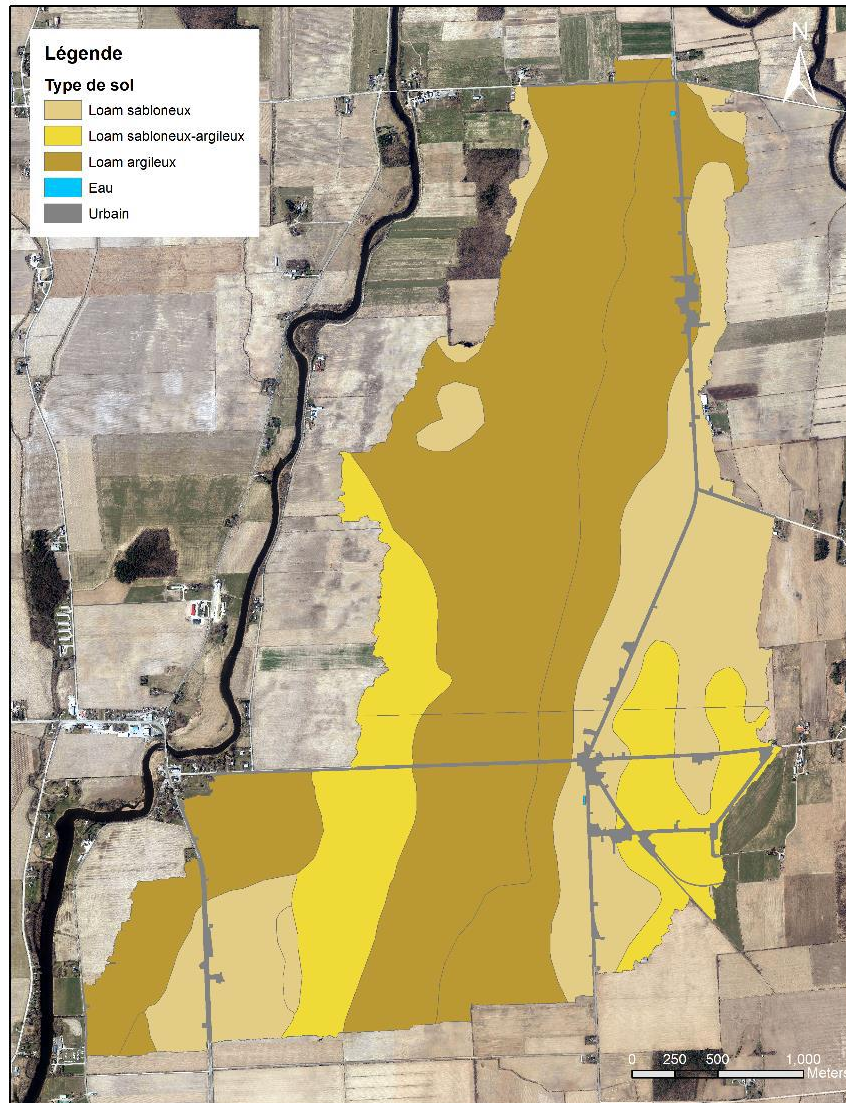 Légende
Type de sol
Loam sabloneux
Loam sabloneux-argileux
Loam argileux
Eau
Urbain
N
0 250 500 1,000
Meters